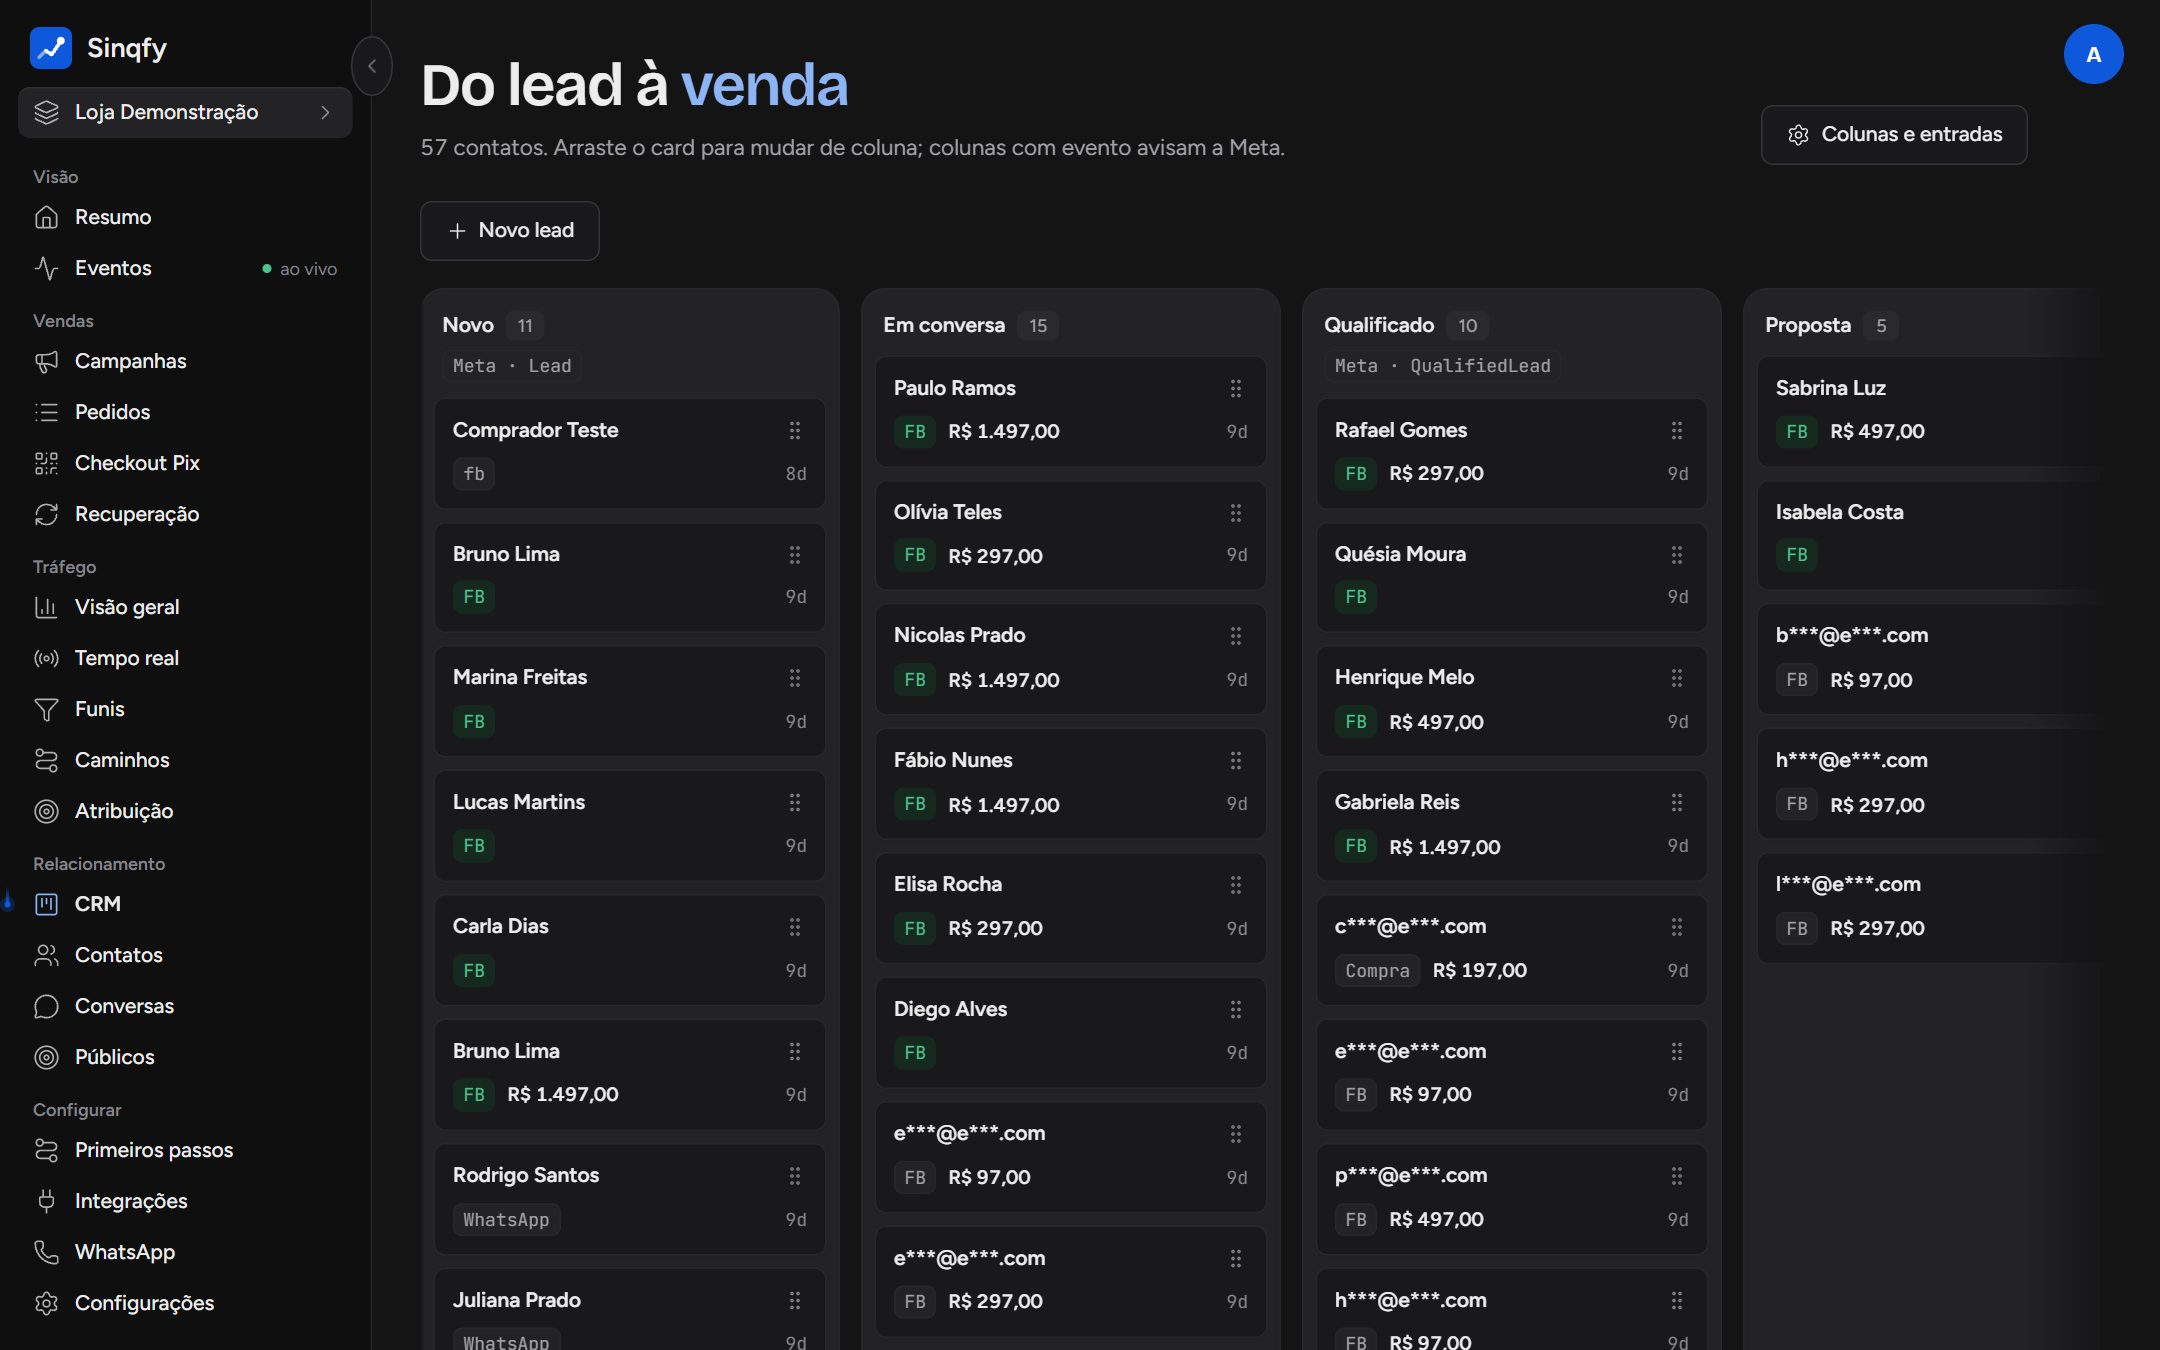 Sinqfy
Loja Demonstração
Visão
Resumo
Eventos
ao vivo
Vendas
Campanhas
Pedidos
Checkout Pix
Recuperação
Tráfego
Visão geral
Tempo real
Funis
Caminhos
Atribuição
Relacionamento
CRM
Contatos
Conversas
Públicos
Configurar
Primeiros passos
Integrações
WhatsApp
Configurações
Do lead à venda
57 contatos. Arraste o card para mudar de coluna; colunas com evento avisam a Meta.
A
Colunas e entradas
Novo lead
Novo 11
Meta · Lead
Comprador Teste
fb 8d
Bruno Lima
FB 9d
Marina Freitas
FB 9d
Lucas Martins
FB 9d
Carla Dias
FB 9d
Bruno Lima
FB R$ 1.497,00 9d
Rodrigo Santos
WhatsApp 9d
Juliana Prado
WhatsApp 9d
Em conversa 15
Paulo Ramos
FB R$ 1.497,00 9d
Olívia Teles
FB R$ 297,00 9d
Nicolas Prado
FB R$ 1.497,00 9d
Fábio Nunes
FB R$ 1.497,00 9d
Elisa Rocha
FB R$ 297,00 9d
Diego Alves
FB 9d
e***@e***.com
FB R$ 97,00 9d
e***@e***.com
FB R$ 297,00 9d
Qualificado 10
Meta · QualifiedLead
Rafael Gomes
FB R$ 297,00 9d
Quésia Moura
FB 9d
Henrique Melo
FB R$ 497,00 9d
Gabriela Reis
FB R$ 1.497,00 9d
c***@e***.com
Compra R$ 197,00 9d
e***@e***.com
FB R$ 97,00 9d
p***@e***.com
FB R$ 497,00 9d
h***@e***.com
FB R$ 97,00 9d
Proposta 5
Sabrina Luz
FB R$ 497,00
Isabela Costa
FB
b***@e***.com
FB R$ 97,00
h***@e***.com
FB R$ 297,00
l***@e***.com
FB R$ 297,00